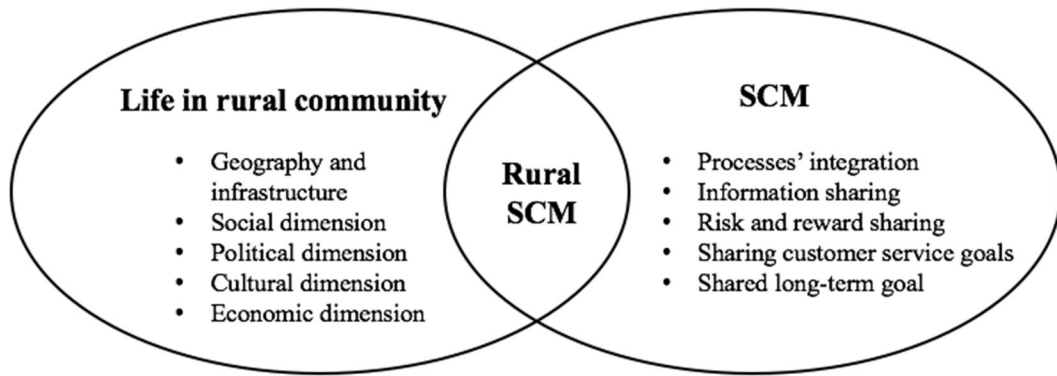 Life in rural community
• Geography and
infrastructure
• Social dimension
• Political dimension
• Cultural dimension
• Economic dimension
Rural
SCM
SCM
• Processes’ integration
• Information sharing
• Risk and reward sharing
• Sharing customer service goals
• Shared long-term goal